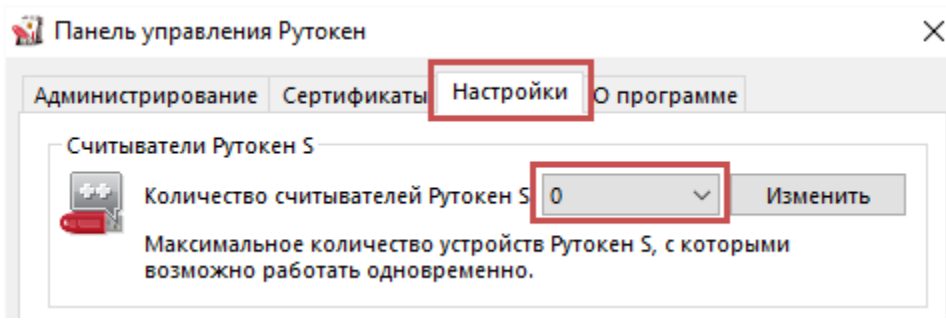 Панель управления Рутокен
Администрирование Сертификаты Настройки О программе
Считыватели Рутокен S
Количество считывателей Рутокен S 0 Изменить
Максимальное количество устройств Рутокен S, с которыми
возможно работать одновременно.